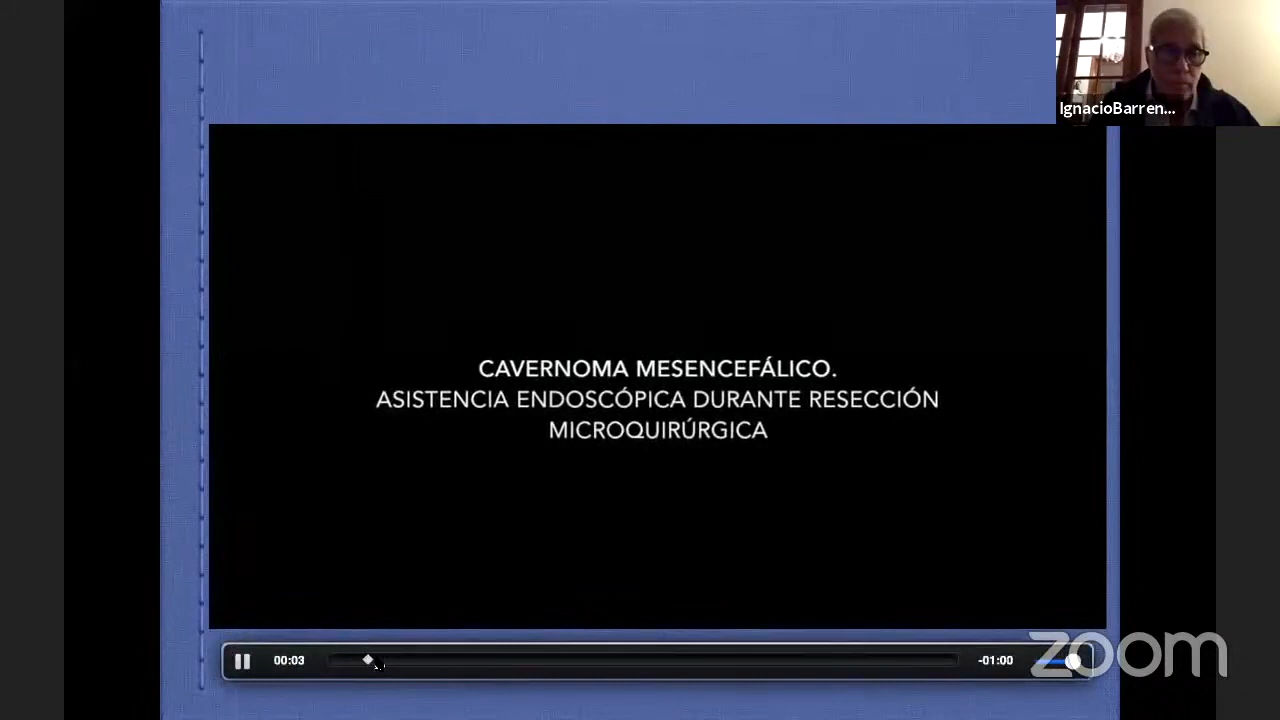 IgnacioBarren...
CAVERNOMA MESENCEFÁLICO.
ASISTENCIA ENDOSCÓPICA DURANTE RESECCIÓN
MICROQUIRÚRGICA
00:03
-01:00
zoom